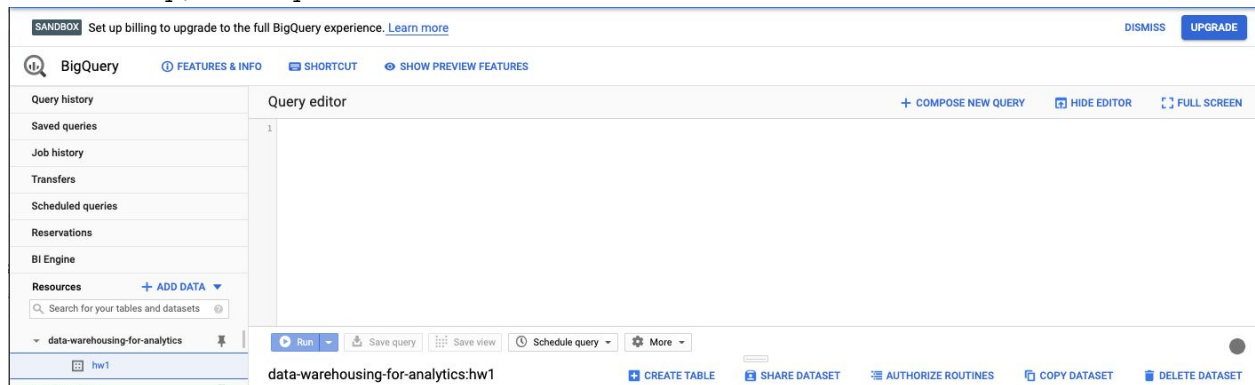 SANDBOX Set up billing to upgrade to the full BigQuery experience. Learn more DISMISS UPGRADE
BigQuery FEATURES & INFO SHORTCUT SHOW PREVIEW FEATURES
Query history
Saved queries
Job history
Transfers
Scheduled queries
Reservations
BI Engine
Resources + ADD DATA
Search for your tables and datasets
data-warehousing-for-analytics
hw1
Query editor + COMPOSE NEW QUERY HIDE EDITOR FULL SCREEN
1
Run Save query Save view Schedule query More
data-warehousing-for-analytics:hw1 CREATE TABLE SHARE DATASET AUTHORIZE ROUTINES COPY DATASET DELETE DATASET